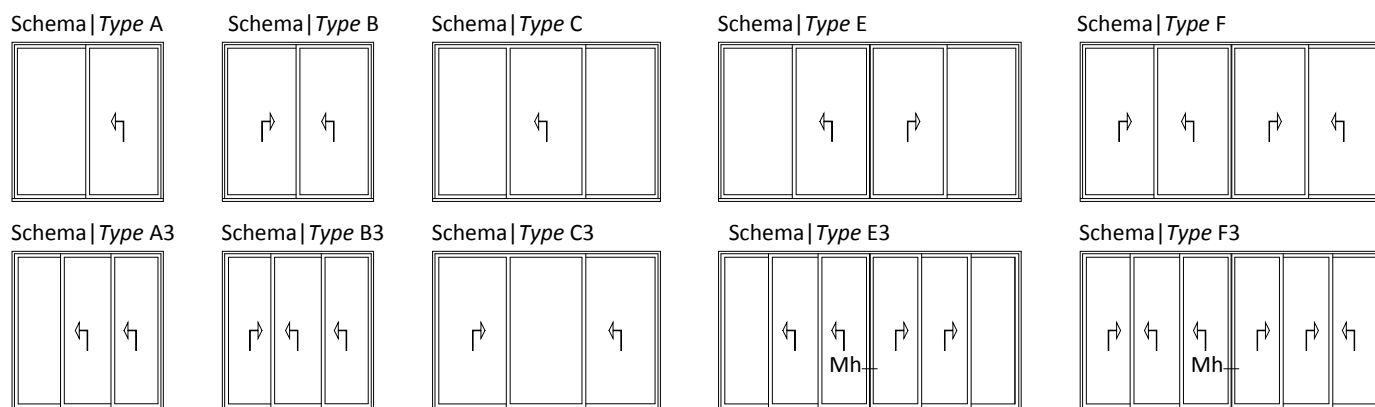 Schema|Type A
Schema|Type B
Schema|Type C
Schema|Type E
Schema|Type F
Schema|Type A3
Schema|Type B3
Schema|Type C3
Schema|Type E3
Schema|Type F3
Mh
Mh